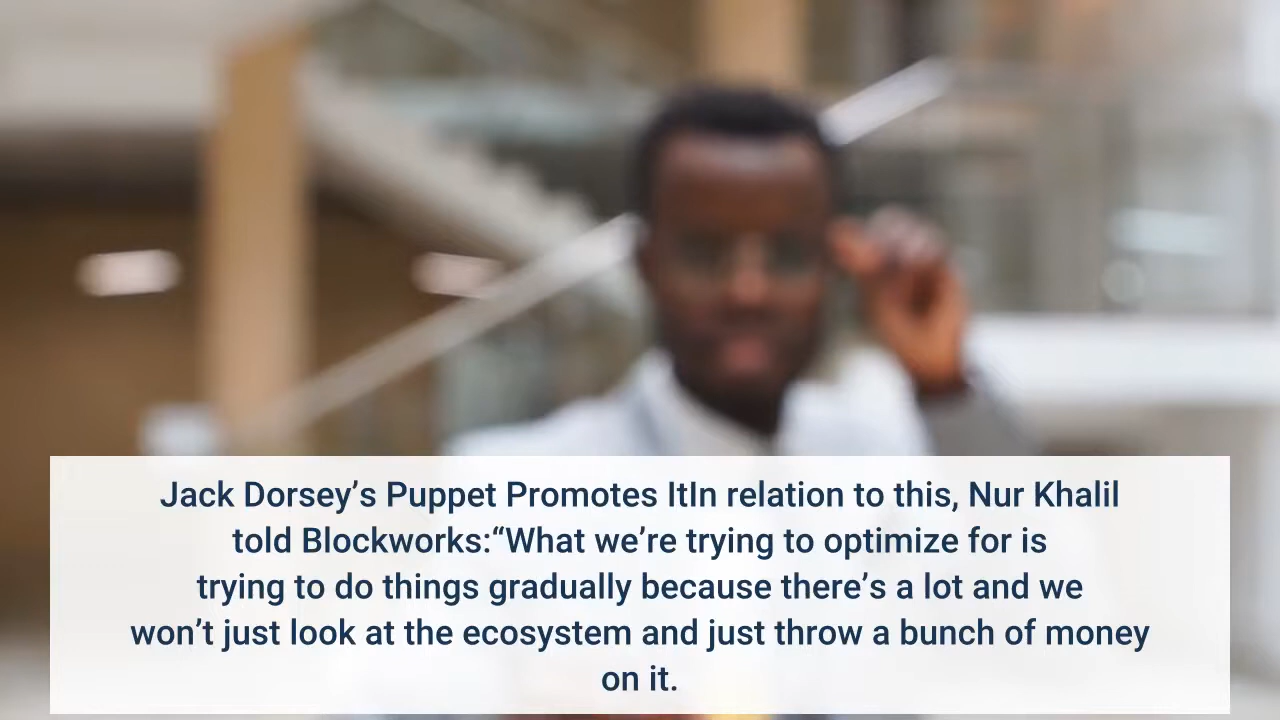 Jack Dorsey’s Puppet Promotes ItIn relation to this, Nur Khalil
told Blockworks:“What we’re trying to optimize for is
trying to do things gradually because there’s a lot and we
won’t just look at the ecosystem and just throw a bunch of money
on it.